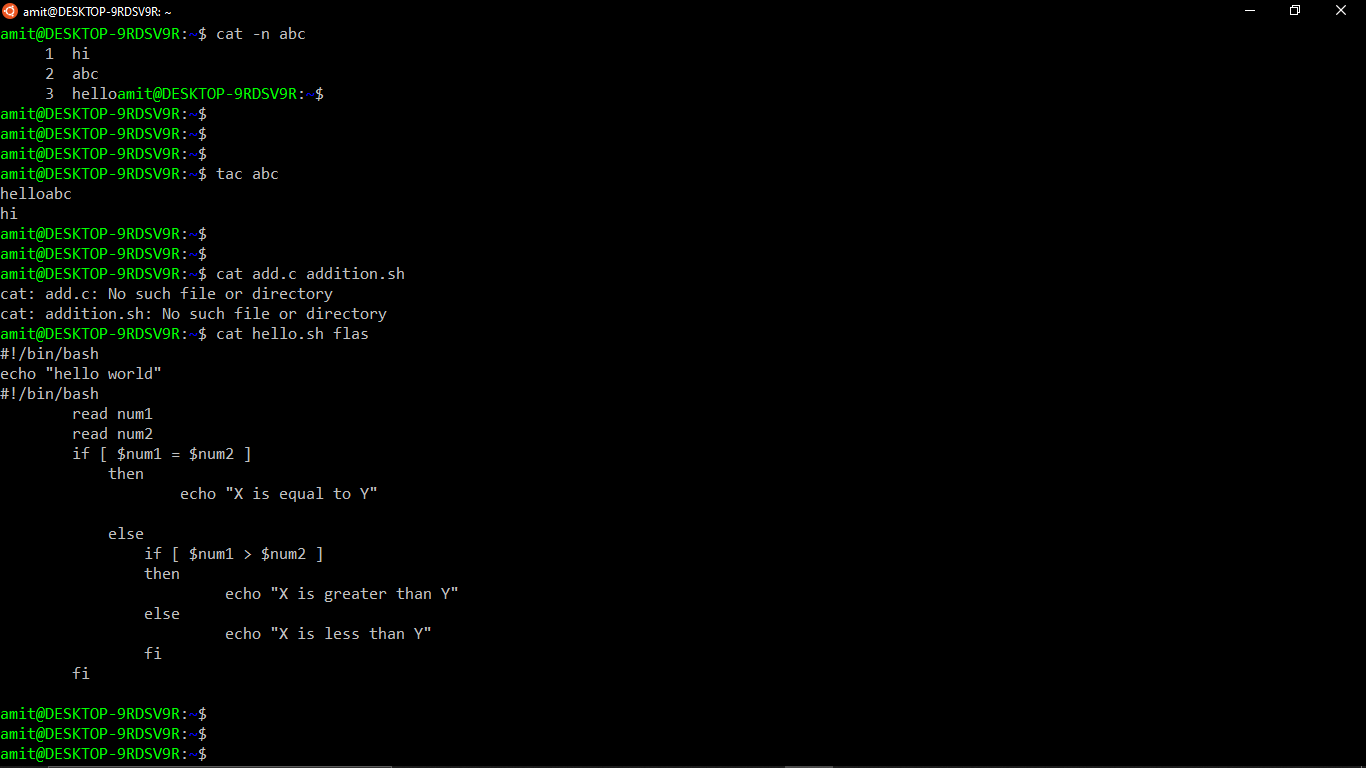 amit@DESKTOP-9RDSV9R: ~
amit@DESKTOP-9RDSV9R:~$ cat -n abc
     1  hi
     2  abc
     3  helloamit@DESKTOP-9RDSV9R:~$
amit@DESKTOP-9RDSV9R:~$
amit@DESKTOP-9RDSV9R:~$
amit@DESKTOP-9RDSV9R:~$
amit@DESKTOP-9RDSV9R:~$ tac abc
helloabc
hi
amit@DESKTOP-9RDSV9R:~$
amit@DESKTOP-9RDSV9R:~$
amit@DESKTOP-9RDSV9R:~$ cat add.c addition.sh
cat: add.c: No such file or directory
cat: addition.sh: No such file or directory
amit@DESKTOP-9RDSV9R:~$ cat hello.sh flas
#!/bin/bash
echo "hello world"
#!/bin/bash
        read num1
        read num2
        if [ $num1 = $num2 ]
            then
                    echo "X is equal to Y"

            else
                if [ $num1 > $num2 ]
                then
                         echo "X is greater than Y"
                else
                         echo "X is less than Y"
                fi
        fi

amit@DESKTOP-9RDSV9R:~$
amit@DESKTOP-9RDSV9R:~$
amit@DESKTOP-9RDSV9R:~$